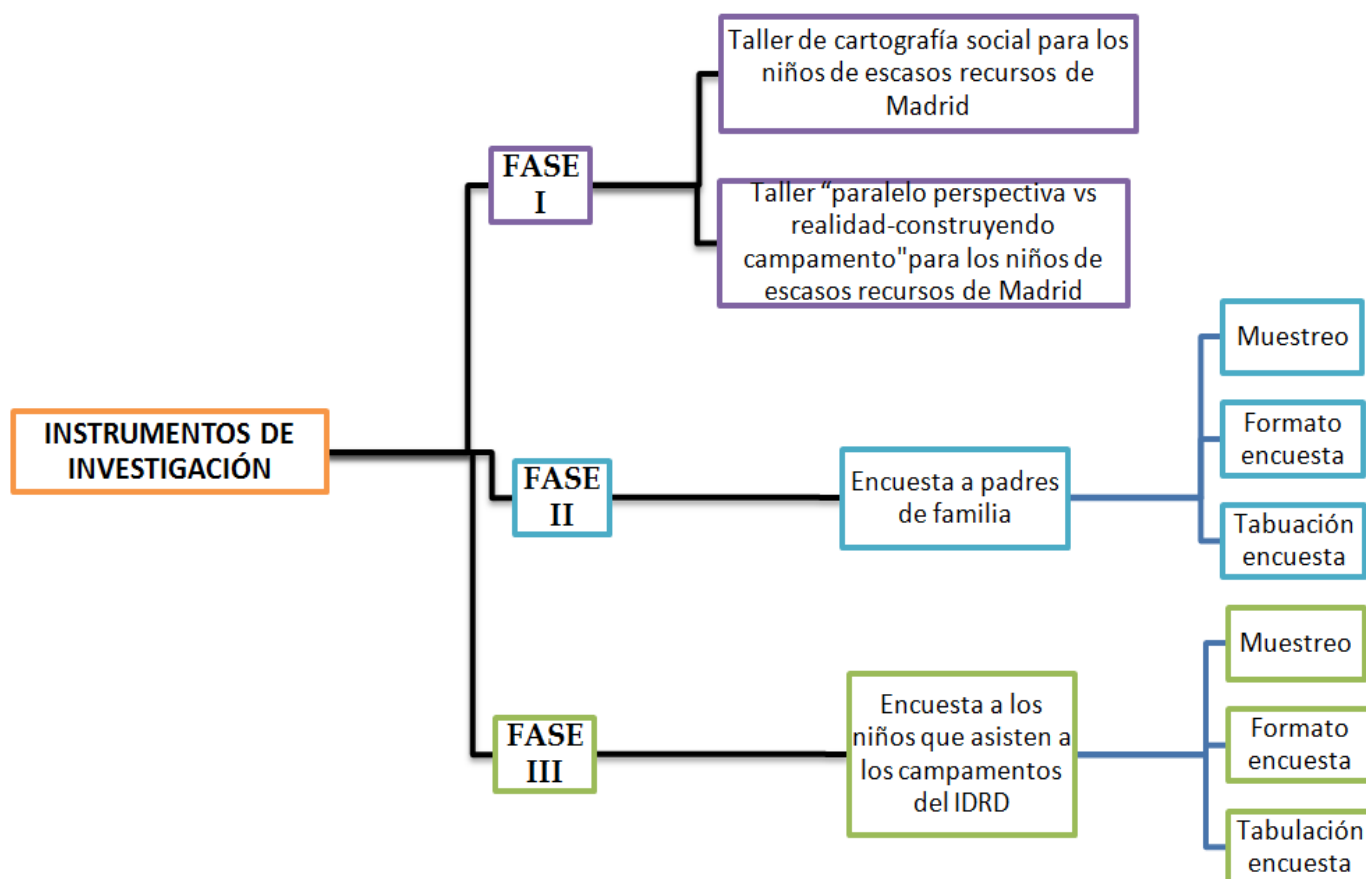 INSTRUMENTOS DE
INVESTIGACIÓN
FASE
I
Taller de cartografía social para los
niños de escasos recursos de
Madrid
Taller “paralelo perspectiva vs
realidad-construyendo
campamento"para los niños de
escasos recursos de Madrid
FASE
II
Encuesta a padres
de familia
Muestreo
Formato
encuesta
Tabuación
encuesta
FASE
III
Encuesta a los
niños que asisten a
los campamentos
del IDRD
Muestreo
Formato
encuesta
Tabulación
encuesta